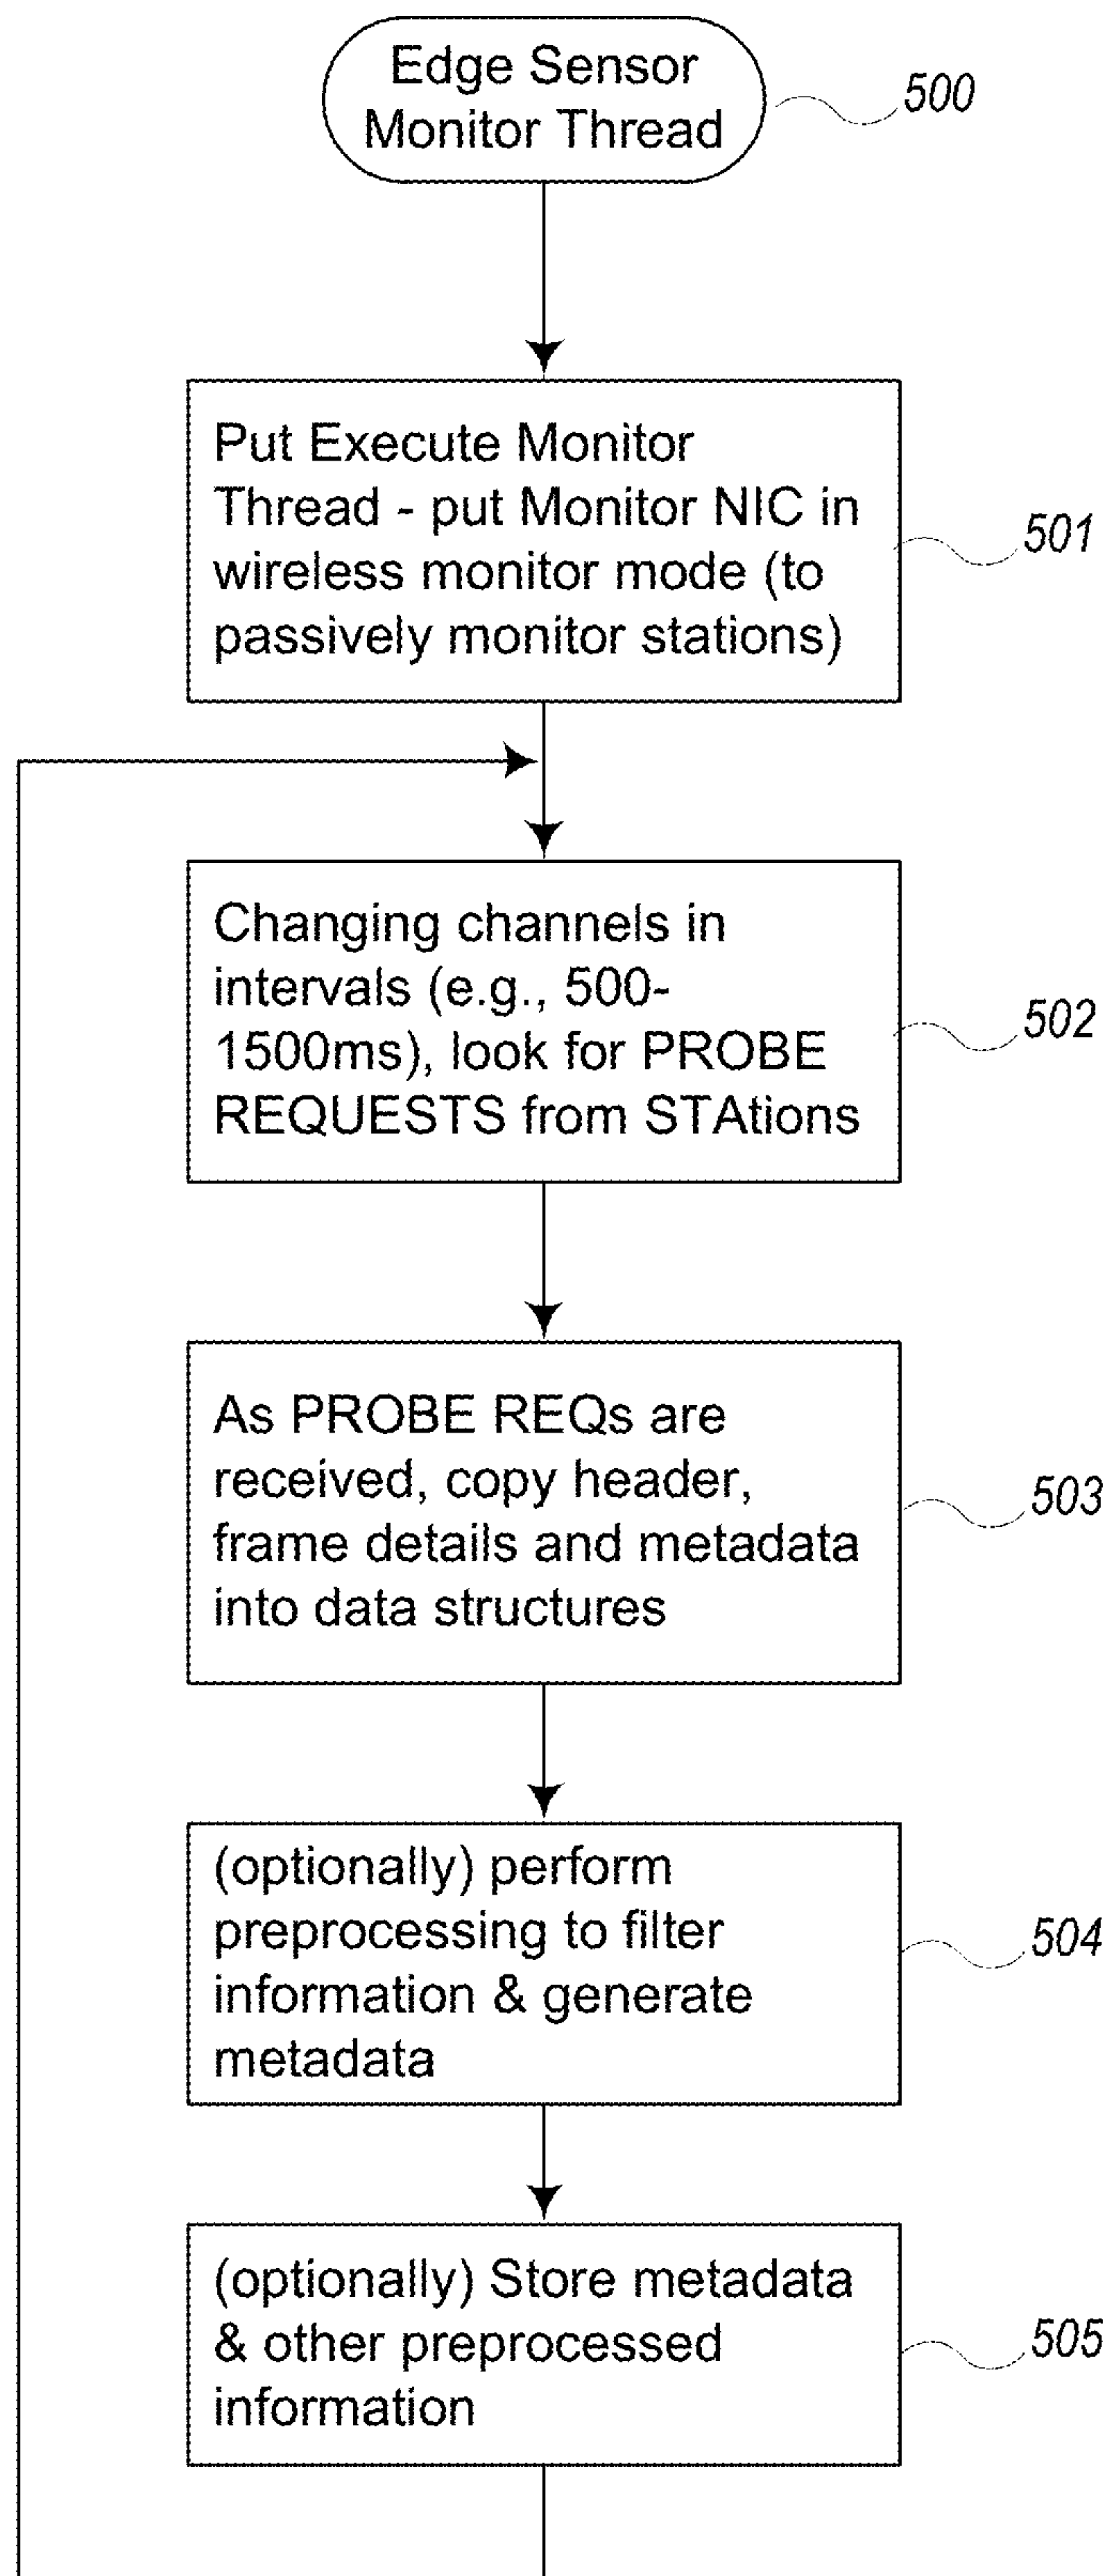 Edge Sensor
Monitor Thread
500
Put Execute Monitor
Thread - put Monitor NIC in
wireless monitor mode (to
passively monitor stations)
501
Changing channels in
intervals (e.g., 500-
1500ms), look for PROBE
REQUESTS from STAtions
502
As PROBE REQs are
received, copy header,
frame details and metadata
into data structures
503
(optionally) perform
preprocessing to filter
information & generate
metadata
504
(optionally) Store metadata
& other preprocessed
information
505